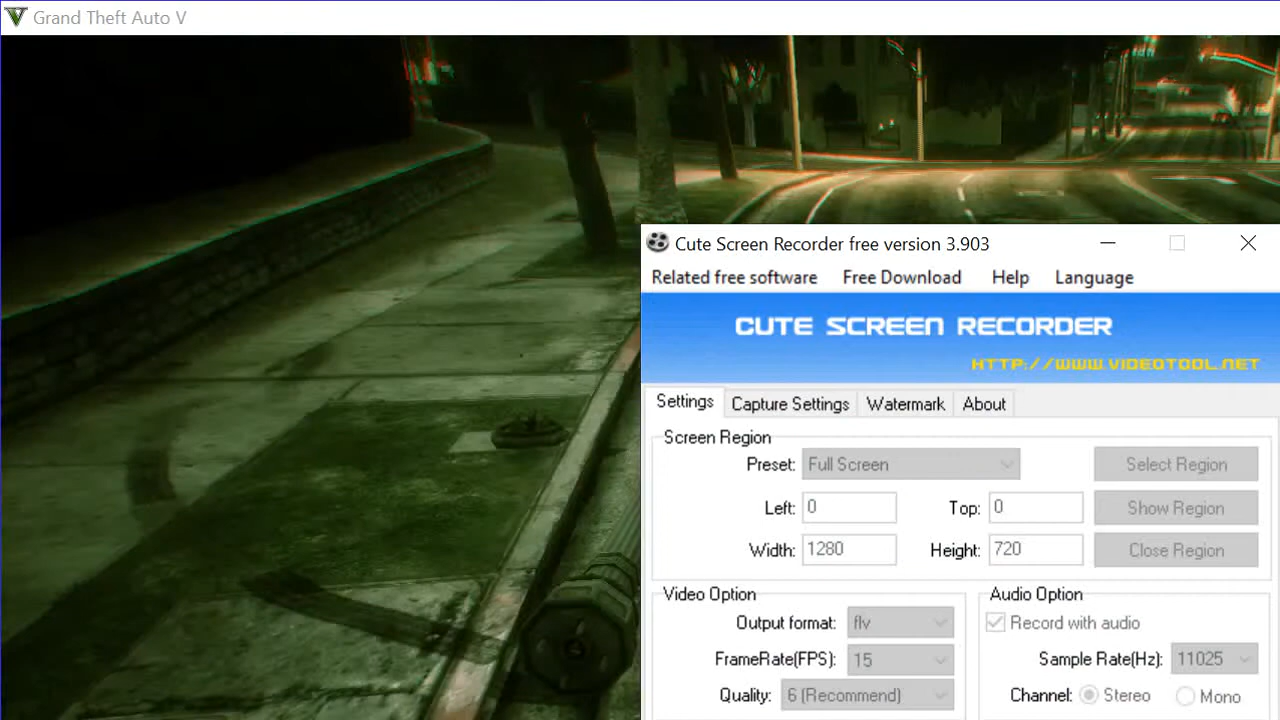 Grand Theft Auto V
Cute Screen Recorder free version 3.903
Related free software Free Download Help Language
CUTE SCREEN RECORDER
HTTP://WWW.VIDEOTOOL.NET
Settings Capture Settings Watermark About
Screen Region
Preset: Full Screen Select Region
Left: 0 Top: 0 Show Region
Width: 1280 Height: 720 Close Region
Video Option
Output format: flv
FrameRate(FPS): 15
Quality: 6 (Recommend)
Audio Option
Record with audio
Sample Rate(Hz): 11025
Channel: Stereo Mono